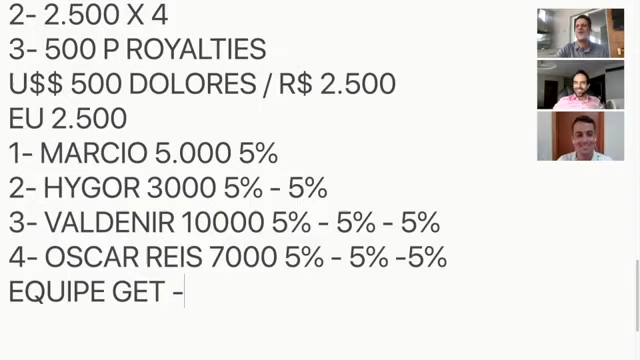 2- 2.500 X 4
3- 500 P ROYALTIES
U$$ 500 DOLORES / R$ 2.500
EU 2.500
1- MARCIO 5.000 5%
2- HYGOR 3000 5% - 5%
3- VALDENIR 10000 5% - 5% - 5%
4- OSCAR REIS 7000 5% - 5% -5%
EQUIPE GET -